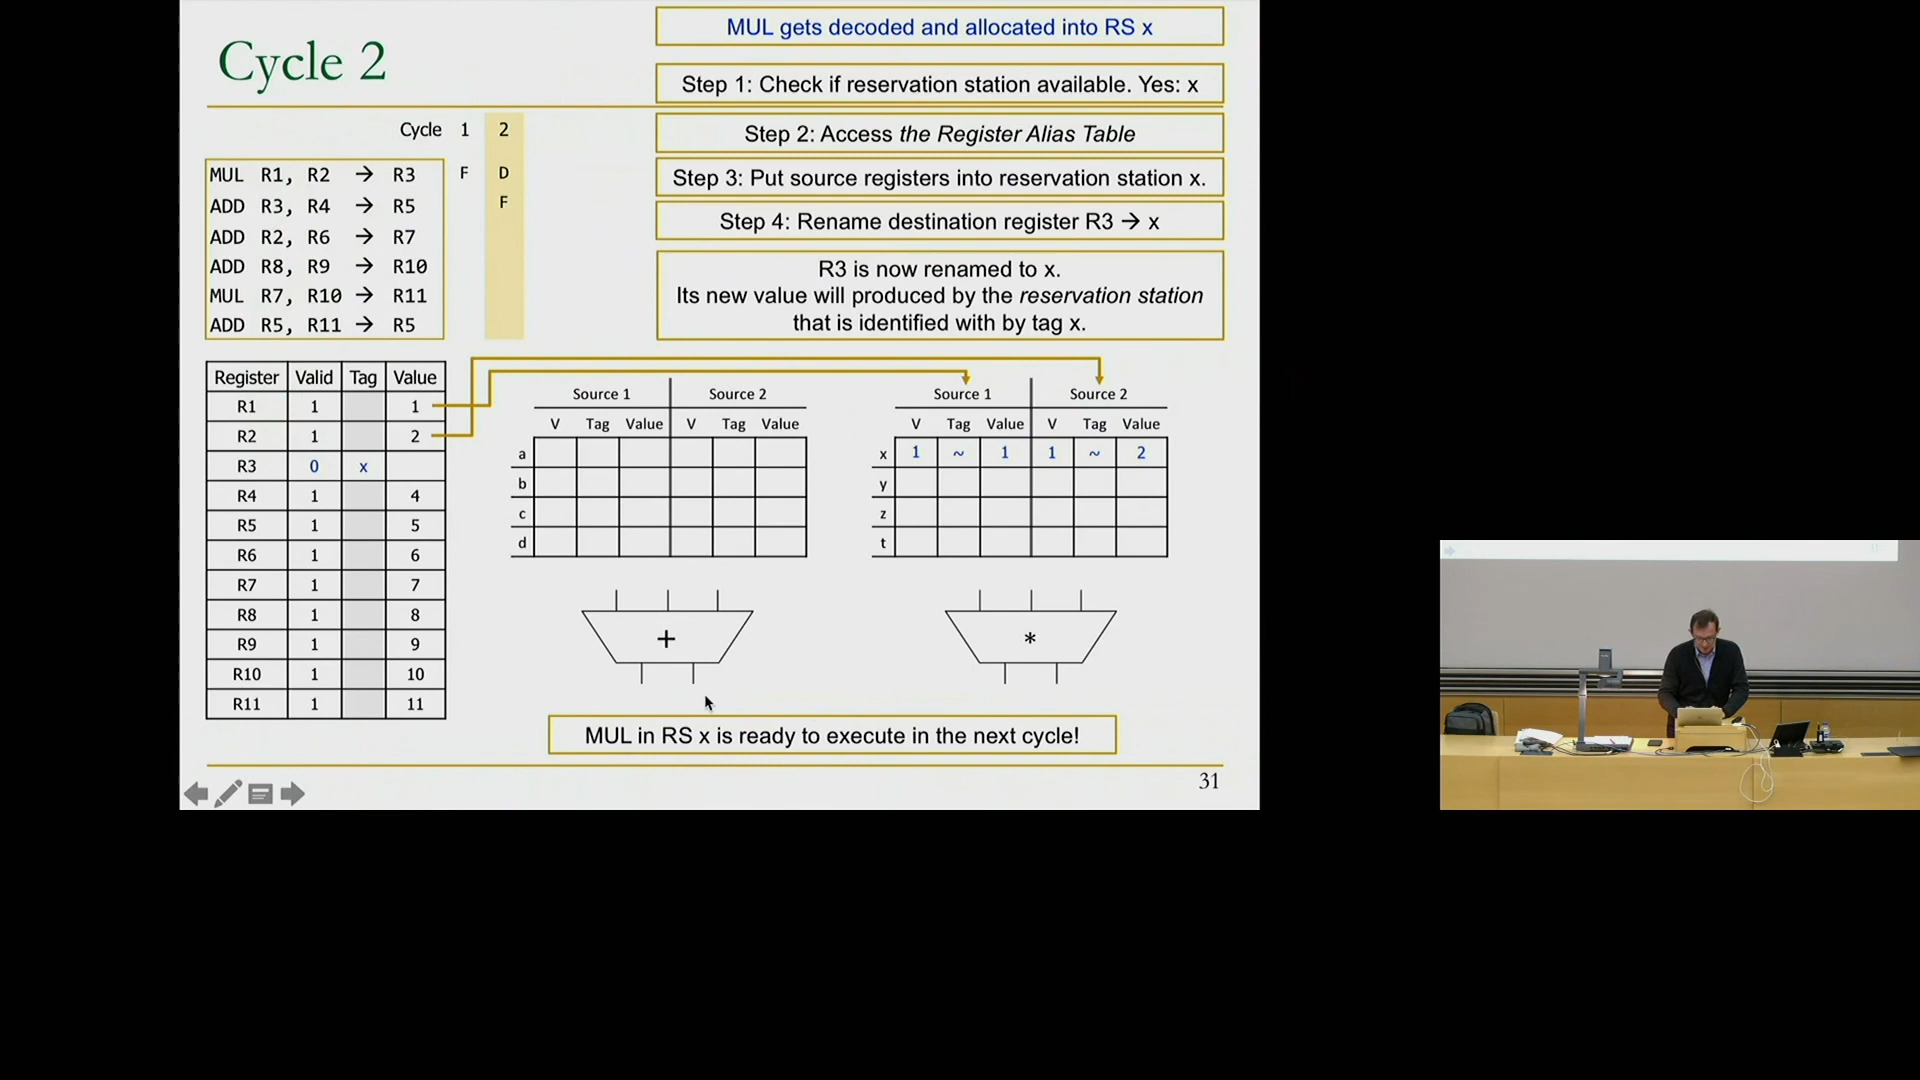 MUL gets decoded and allocated into RS x
Cycle 2
Step 1: Check if reservation station available. Yes: x
Step 2: Access the Register Alias Table
Step 3: Put source registers into reservation station x.
Step 4: Rename destination register R3 → x
R3 is now renamed to x.
Its new value will produced by the reservation station
that is identified with by tag x.
Cycle 1 2
MUL R1, R2 → R3 F D
ADD R3, R4 → R5 F
ADD R2, R6 → R7
ADD R8, R9 → R10
MUL R7, R10 → R11
ADD R5, R11 → R5
Register Valid Tag Value
R1 1 1
R2 1 2
R3 0 x
R4 1 4
R5 1 5
R6 1 6
R7 1 7
R8 1 8
R9 1 9
R10 1 10
R11 1 11
Source 1 Source 2
V Tag Value V Tag Value
a
b
c
d
+
Source 1 Source 2
V Tag Value V Tag Value
x 1 ~ 1 1 ~ 2
y
z
t
*
MUL in RS x is ready to execute in the next cycle!
31